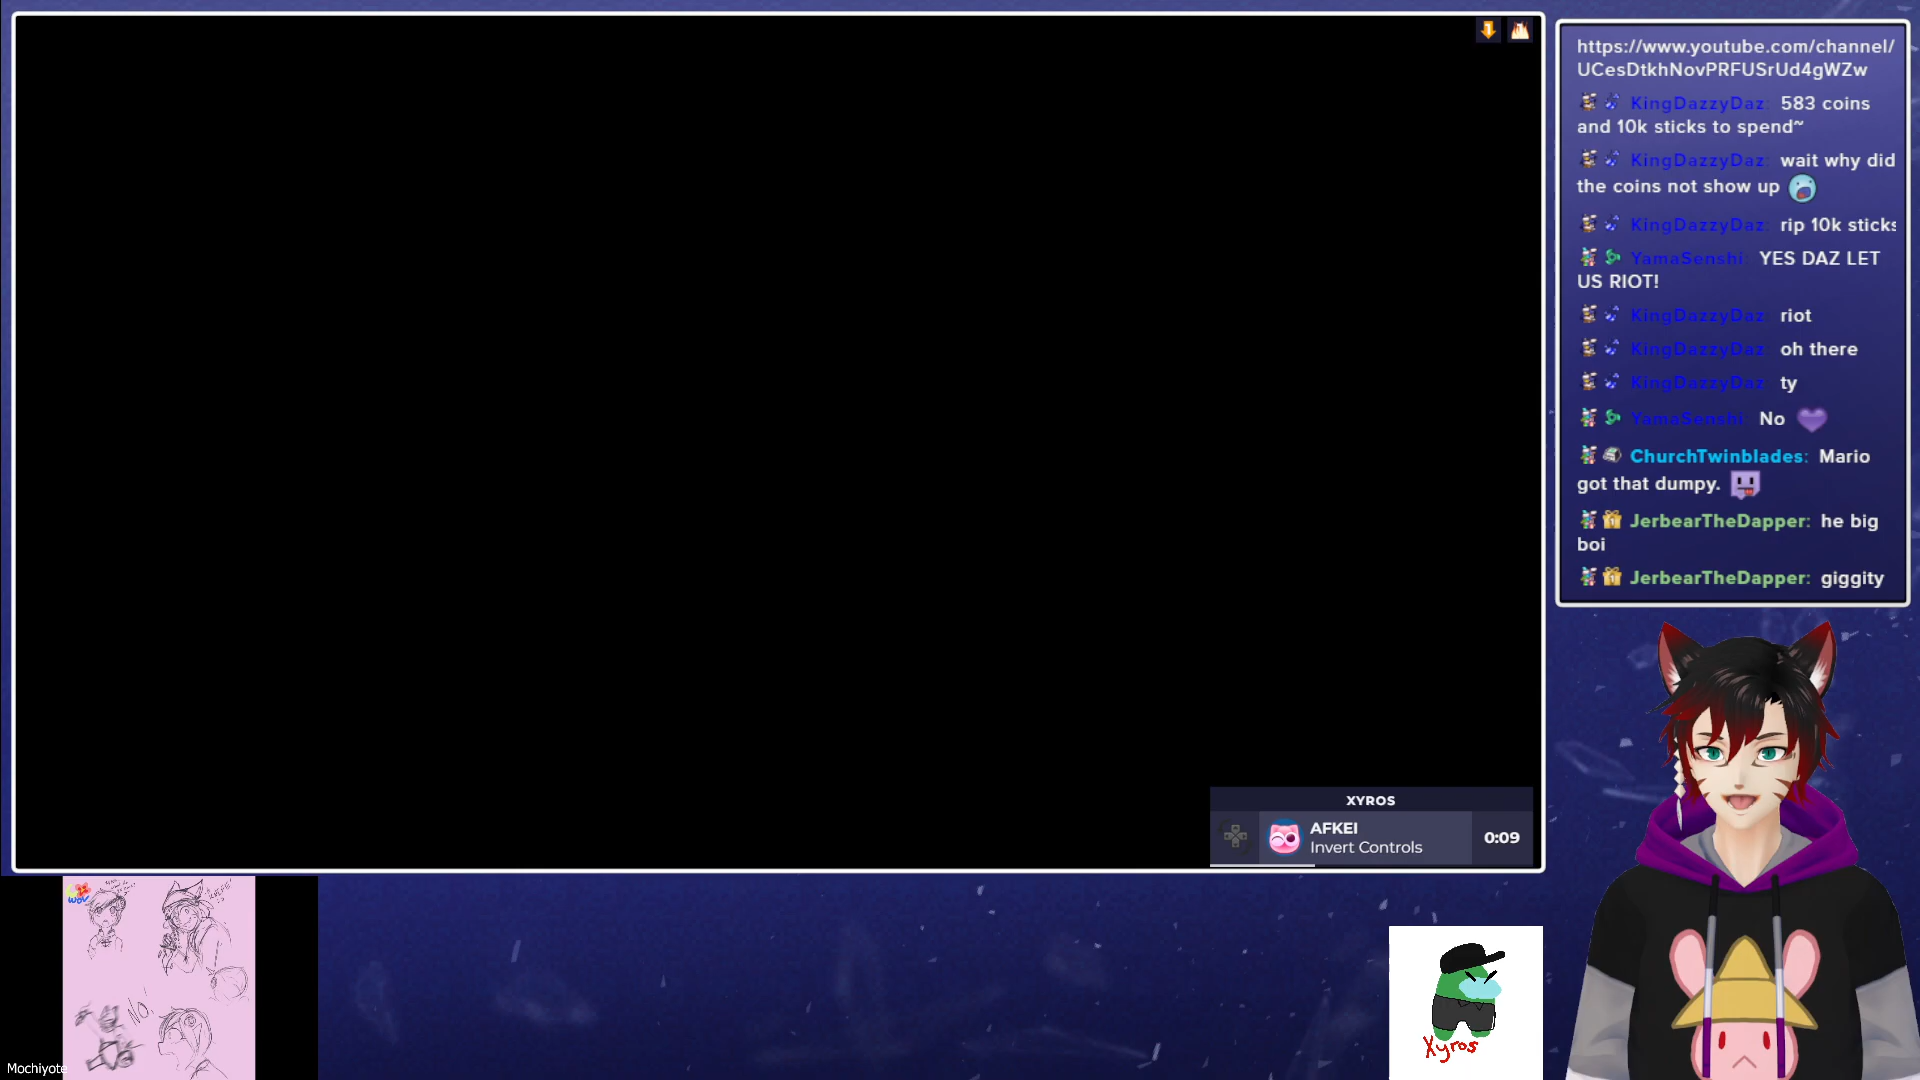 https://www.youtube.com/channel/
UCesDtkhNovPRFUSrUd4gWZw
KingDazzyDaz: 583 coins
and 10k sticks to spend~
KingDazzyDaz: wait why did
the coins not show up
KingDazzyDaz: rip 10k sticks
YamaSenshi: YES DAZ LET
US RIOT!
KingDazzyDaz: riot
KingDazzyDaz: oh there
KingDazzyDaz: ty
YamaSenshi: No
ChurchTwinblades: Mario
got that dumpy.
JerbearTheDapper: he big
boi
JerbearTheDapper: giggity
XYROS
AFKEI
Invert Controls
0:09
WOV
NO!
Mochiyote
Xyros